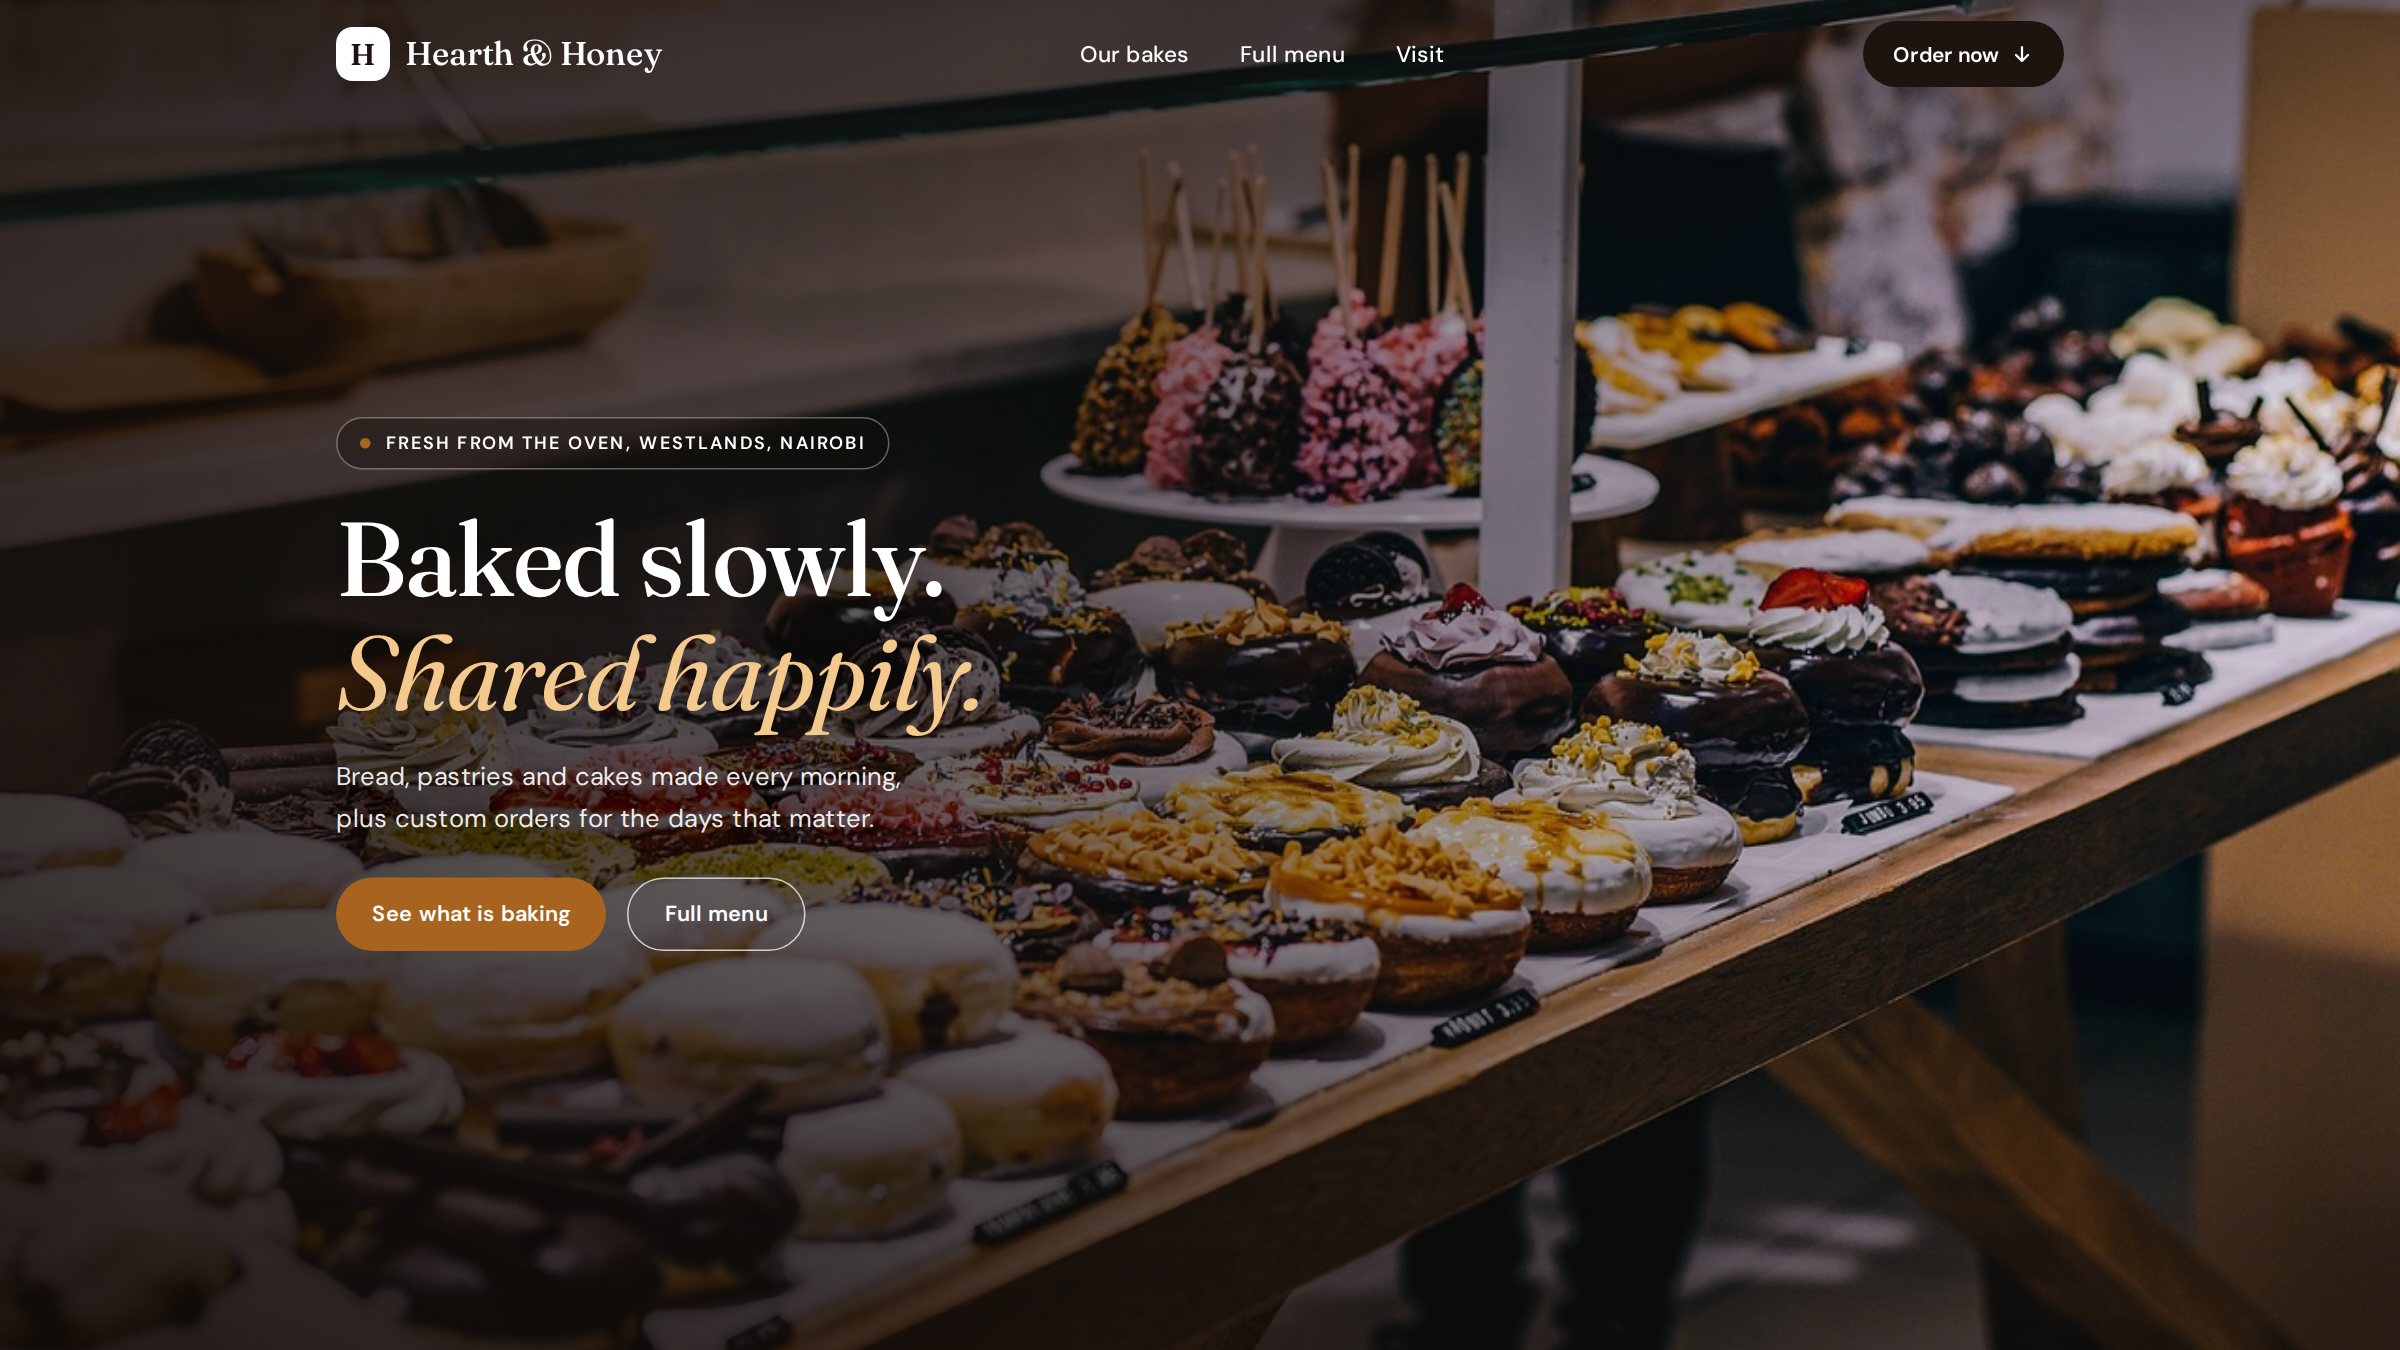 H
Hearth & Honey
Our bakes
Full menu
Visit
Order now ↓
FRESH FROM THE OVEN, WESTLANDS, NAIROBI
Baked slowly.
Shared happily.
Bread, pastries and cakes made every morning,
plus custom orders for the days that matter.
See what is baking
Full menu